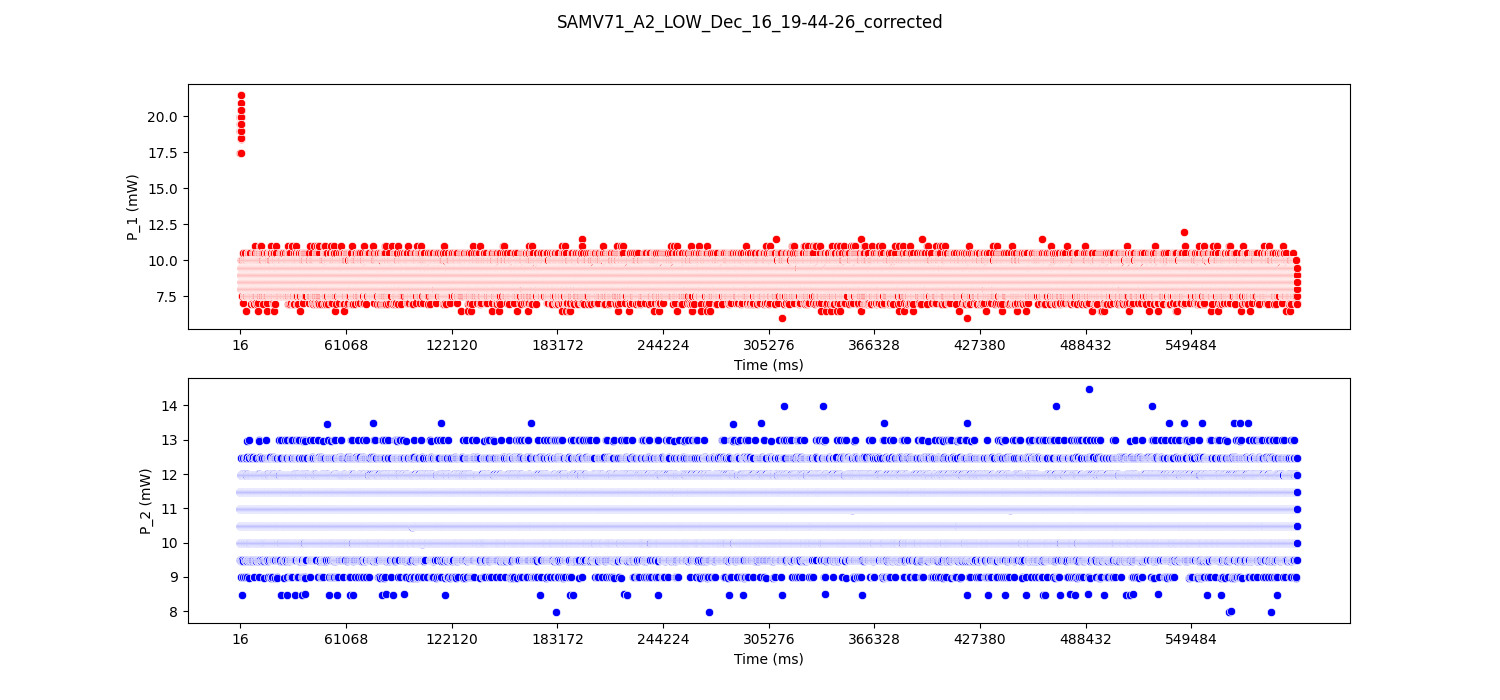 SAMV71_A2_LOW_Dec_16_19-44-26_corrected
P_1 (mW)
20.0
17.5
15.0
12.5
10.0
7.5
16 61068 122120 183172 244224 305276 366328 427380 488432 549484
Time (ms)
P_2 (mW)
14
13
12
11
10
9
8
16 61068 122120 183172 244224 305276 366328 427380 488432 549484
Time (ms)